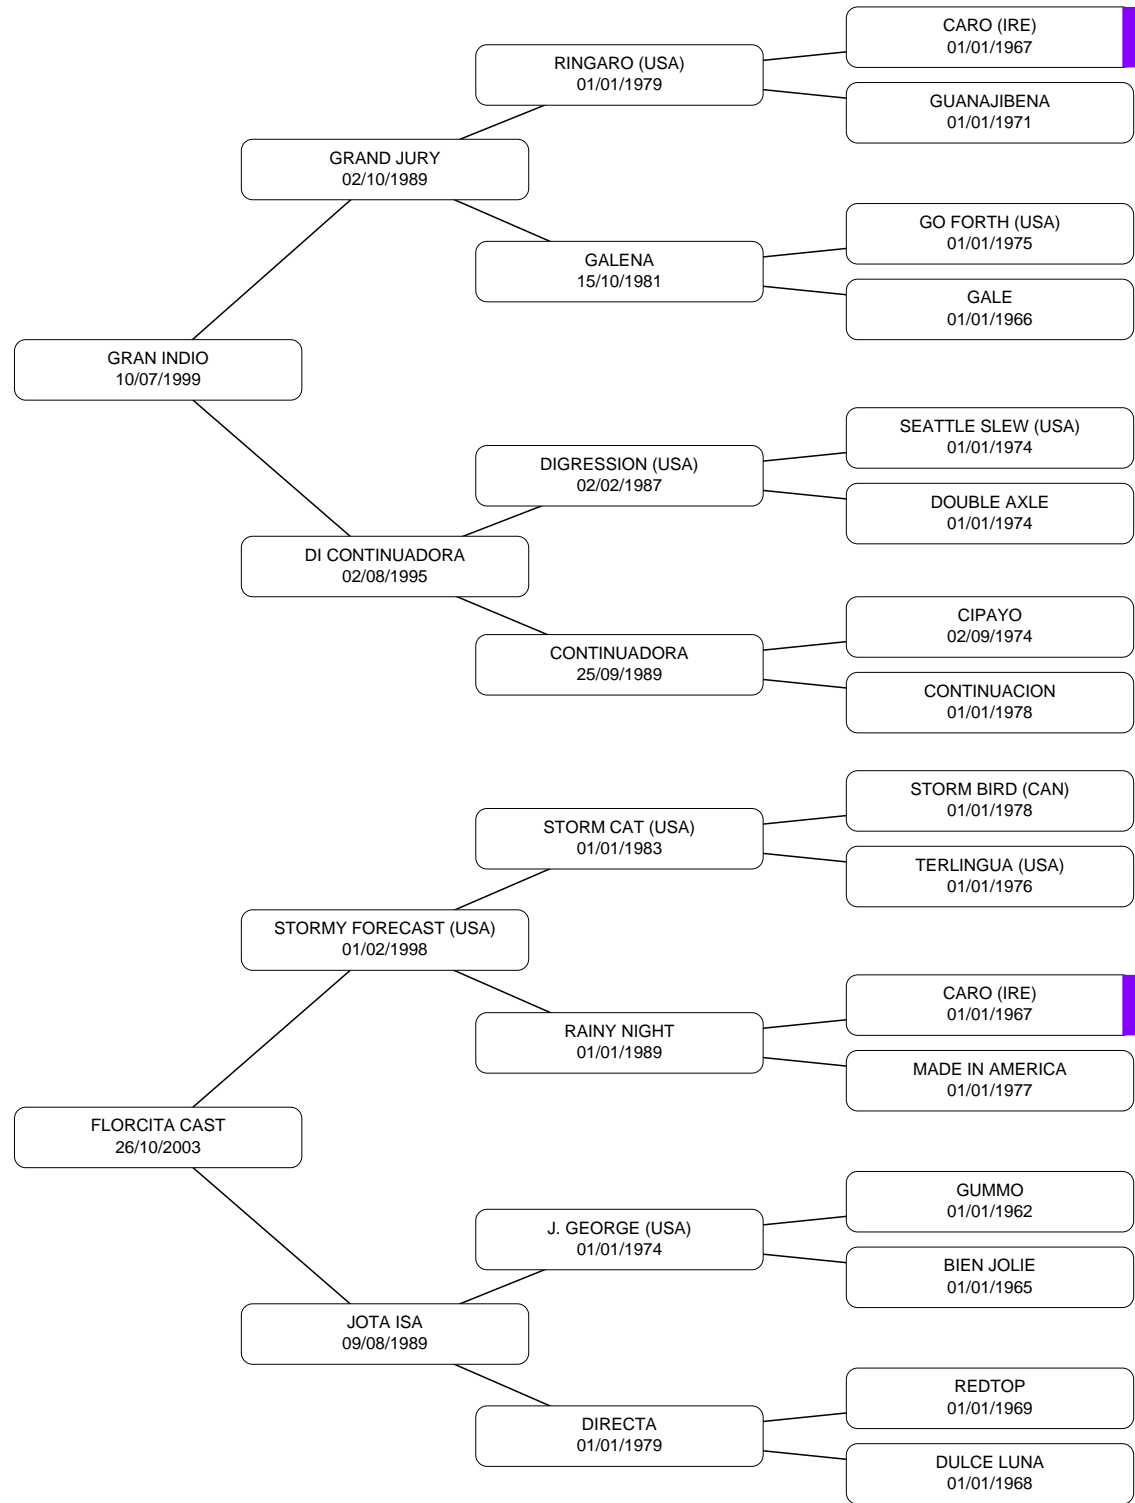 CARO (IRE)
01/01/1967
RINGARO (USA)
01/01/1979
GUANAJIBENA
01/01/1971
GRAND JURY
02/10/1989
GO FORTH (USA)
01/01/1975
GALENA
15/10/1981
GALE
01/01/1966
GRAN INDIO
10/07/1999
SEATTLE SLEW (USA)
01/01/1974
DIGRESSION (USA)
02/02/1987
DOUBLE AXLE
01/01/1974
DI CONTINUADORA
02/08/1995
CIPAYO
02/09/1974
CONTINUADORA
25/09/1989
CONTINUACION
01/01/1978
STORM BIRD (CAN)
01/01/1978
STORM CAT (USA)
01/01/1983
TERLINGUA (USA)
01/01/1976
STORMY FORECAST (USA)
01/02/1998
CARO (IRE)
01/01/1967
RAINY NIGHT
01/01/1989
MADE IN AMERICA
01/01/1977
FLORCITA CAST
26/10/2003
GUMMO
01/01/1962
J. GEORGE (USA)
01/01/1974
BIEN JOLIE
01/01/1965
JOTA ISA
09/08/1989
REDTOP
01/01/1969
DIRECTA
01/01/1979
DULCE LUNA
01/01/1968